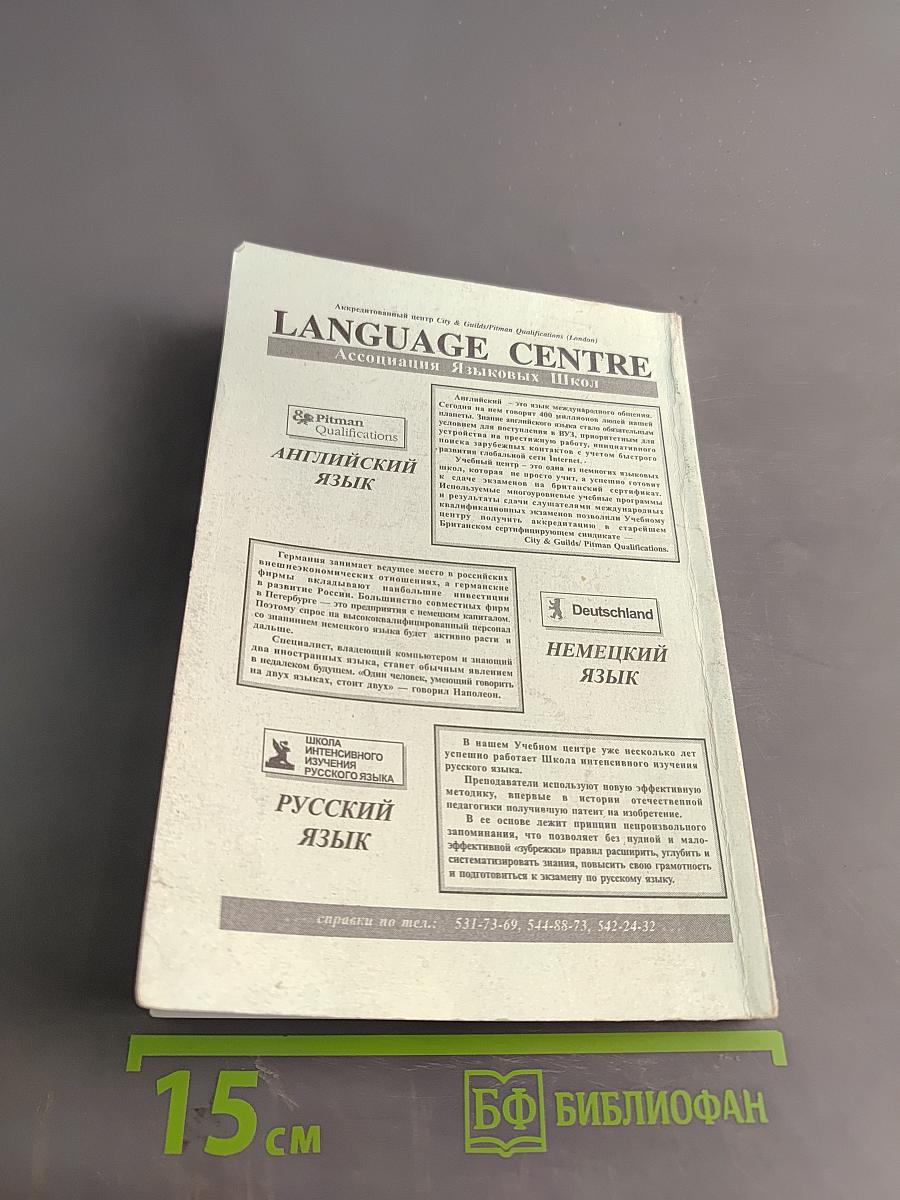 Аккредитованный центр City & Guilds/Pitman Qualifications (London)
LANGUAGE CENTRE
Ассоциация Языковых Школ
Pitman
Qualifications
АНГЛИЙСКИЙ
ЯЗЫК
Английский – это язык международного общения.
Сегодня на нем говорят 400 миллионов людей нашей
планеты. Знание английского языка стало обязательным
условием для поступления в ВУЗ, приоритетным для
устройства на престижную работу, инициативного
поиска зарубежных контактов с учетом быстрого
развития глобальной сети Internet.
Учебный центр – это одна из немногих языковых
школ, которая не просто учит, а успешно готовит
к сдаче экзаменов на британский сертификат.
Используемые многоуровневые учебные программы
и результаты сдачи слушателями международных
квалификационных экзаменов позволили Учебному
центру получить аккредитацию в старейшем
Британском сертифицирующем синдикате —
City & Guilds/ Pitman Qualifications.
Германия занимает ведущее место в российских
внешнеэкономических отношениях, а германские
фирмы вкладывают наибольшие инвестиции
в развитие России. Большинство совместных фирм
в Петербурге — это предприятия с немецким капиталом.
Поэтому спрос на высококвалифицированный персонал
со знанинием немецкого языка будет активно расти и
дальше.
Специалист, владеющий компьютером и знающий
два иностранных языка, станет обычным явлением
в недалеком будущем. «Один человек, умеющий говорить
на двух языках, стоит двух» — говорил Наполеон.
Deutschland
НЕМЕЦКИЙ
ЯЗЫК
ШКОЛА
ИНТЕНСИВНОГО
ИЗУЧЕНИЯ
РУССКОГО ЯЗЫКА
РУССКИЙ
ЯЗЫК
В нашем Учебном центре уже несколько лет
успешно работает Школа интенсивного изучения
русского языка.
Преподаватели используют новую эффективную
методику, впервые в истории отечественной
педагогики получившую патент на изобретение.
В ее основе лежит принцип непроизвольного
запоминания, что позволяет без нудной и мало-
эффективной «зубрежки» правил расширить, углубить и
систематизировать знания, повысить свою грамотность
и подготовиться к экзамену по русскому языку.
справки по тел.: 531-73-69, 544-88-73, 542-24-32
15 см
БФ БИБЛИОФАН